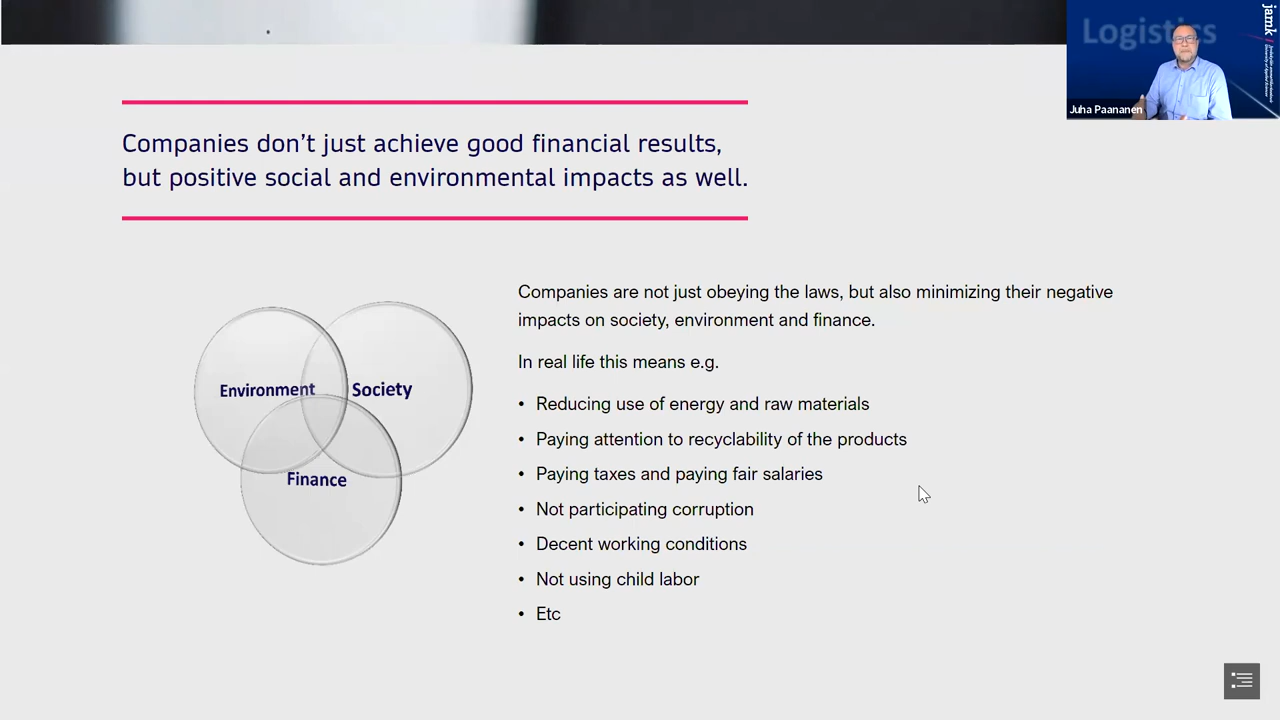 Logistics
jamk
Juha Paananen
Companies don't just achieve good financial results,
but positive social and environmental impacts as well.
Environment
Society
Finance
Companies are not just obeying the laws, but also minimizing their negative
impacts on society, environment and finance.
In real life this means e.g.
• Reducing use of energy and raw materials
• Paying attention to recyclability of the products
• Paying taxes and paying fair salaries
• Not participating corruption
• Decent working conditions
• Not using child labor
• Etc